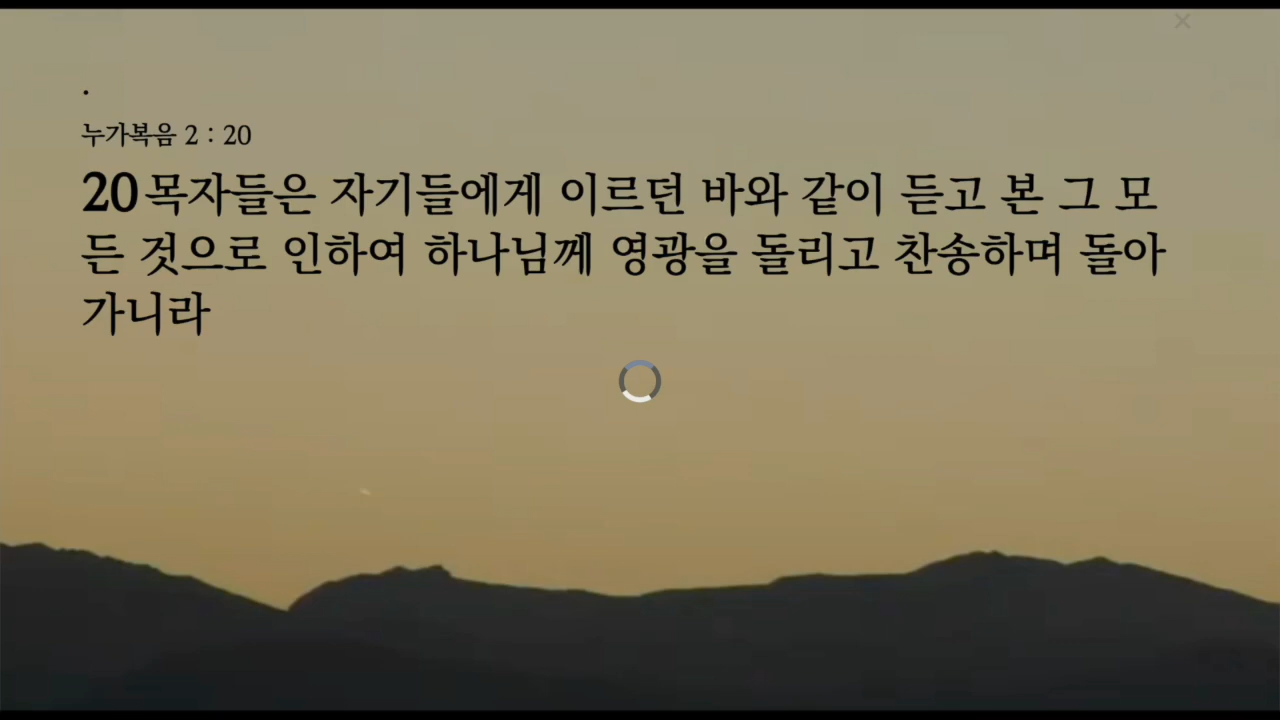 .
누가복음 2 : 20
20 목자들은 자기들에게 이르던 바와 같이 듣고 본 그 모
든 것으로 인하여 하나님께 영광을 돌리고 찬송하며 돌아
가니라